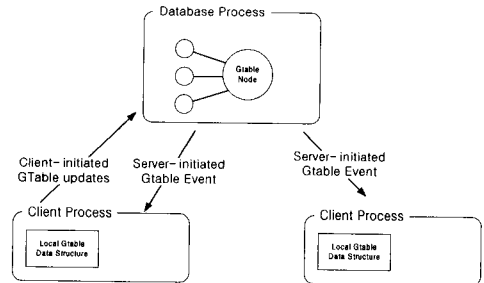 Database Process
Gtable
Node
Client- initiated
GTable updates
Server- initiated
Gtable Event
Server- initiated
Gtable Event
Client Process
Local Gtable
Data Structure
Client Process
Local Gtable
Data Structure